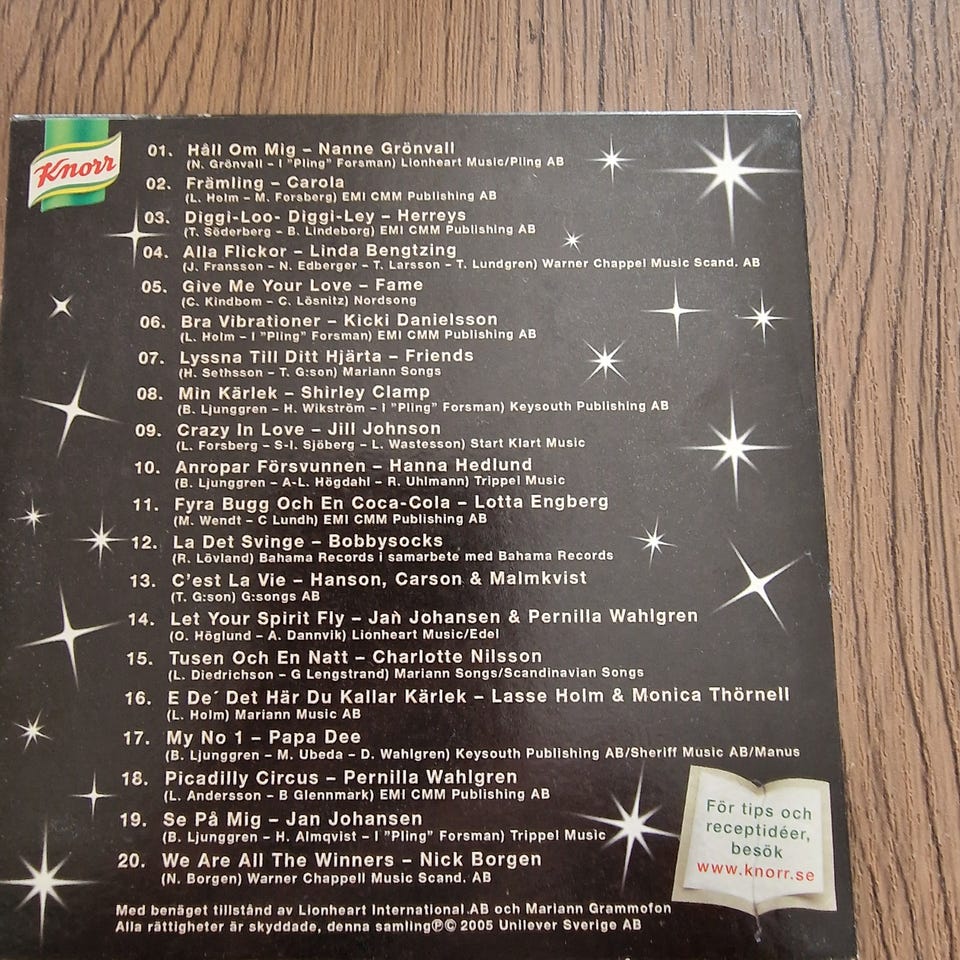 Knorr
01. Håll Om Mig – Nanne Grönvall
(N. Grönvall – I "Pling" Forsman) Lionheart Music/Pling AB
02. Främling – Carola
(L. Holm – M. Forsberg) EMI CMM Publishing AB
03. Diggi-Loo- Diggi-Ley – Herreys
(T. Söderberg – B. Lindeborg) EMI CMM Publishing AB
04. Alla Flickor – Linda Bengtzing
(J. Fransson – N. Edberger – T. Larsson – T. Lundgren) Warner Chappel Music Scand. AB
05. Give Me Your Love – Fame
(C. Kindbom – C. Lösnitz) Nordsong
06. Bra Vibrationer – Kicki Danielsson
(L. Holm – I "Pling" Forsman) EMI CMM Publishing AB
07. Lyssna Till Ditt Hjärta – Friends
(H. Sethsson – T. G:son) Mariann Songs
08. Min Kärlek – Shirley Clamp
(B. Ljunggren – H. Wikström – I "Pling" Forsman) Keysouth Publishing AB
09. Crazy In Love – Jill Johnson
(L. Forsberg – S-I. Sjöberg – L. Wastesson) Start Klart Music
10. Anropar Försvunnen – Hanna Hedlund
(B. Ljunggren – A-L. Högdahl – R. Uhlmann) Trippel Music
11. Fyra Bugg Och En Coca-Cola – Lotta Engberg
(M. Wendt – C Lundh) EMI CMM Publishing AB
12. La Det Svinge – Bobbysocks
(R. Lövland) Bahama Records i samarbete med Bahama Records
13. C'est La Vie – Hanson, Carson & Malmkvist
(T. G:son) G:songs AB
14. Let Your Spirit Fly – Jan Johansen & Pernilla Wahlgren
(O. Höglund – A. Dannvik) Lionheart Music/Edel
15. Tusen Och En Natt – Charlotte Nilsson
(L. Diedrichson – G Lengstrand) Mariann Songs/Scandinavian Songs
16. E De´ Det Här Du Kallar Kärlek – Lasse Holm & Monica Thörnell
(L. Holm) Mariann Music AB
17. My No 1 – Papa Dee
(B. Ljunggren – M. Ubeda – D. Wahlgren) Keysouth Publishing AB/Sheriff Music AB/Manus
18. Picadilly Circus – Pernilla Wahlgren
(L. Andersson – B Glennmark) EMI CMM Publishing AB
19. Se På Mig – Jan Johansen
(B. Ljunggren – H. Almqvist – I "Pling" Forsman) Trippel Music
20. We Are All The Winners – Nick Borgen
(N. Borgen) Warner Chappell Music Scand. AB
För tips och
receptidéer,
besök
www.knorr.se
Med benäget tillstånd av Lionheart International AB och Mariann Grammofon
Alla rättigheter är skyddade, denna samling℗© 2005 Unilever Sverige AB